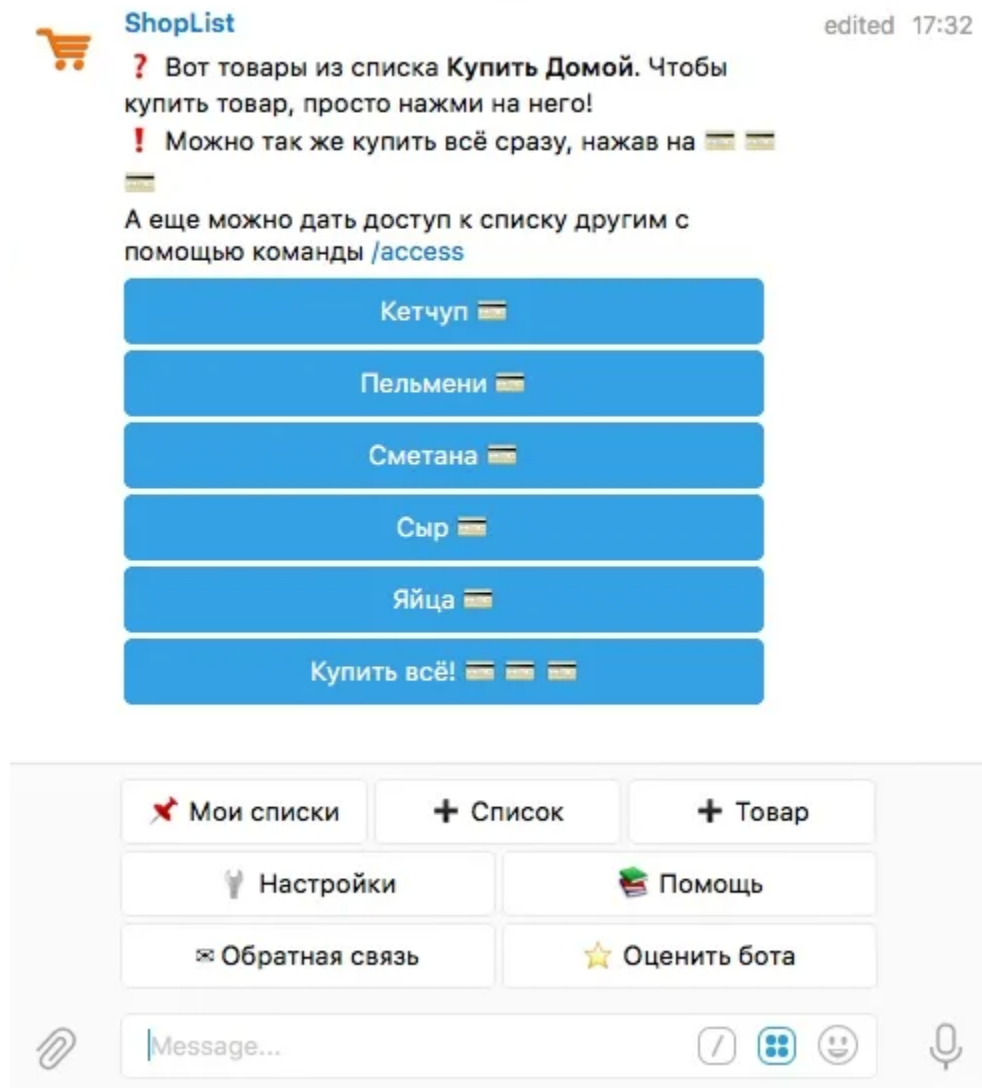 ShopList
edited 17:32
❓ Вот товары из списка Купить Домой. Чтобы
купить товар, просто нажми на него!
❗ Можно так же купить всё сразу, нажав на 💳 💳
💳
А еще можно дать доступ к списку другим с
помощью команды /access
Кетчуп 💳
Пельмени 💳
Сметана 💳
Сыр 💳
Яйца 💳
Купить всё! 💳 💳 💳
📌 Мои списки
➕ Список
➕ Товар
🔧 Настройки
📚 Помощь
✉ Обратная связь
⭐ Оценить бота
Message...